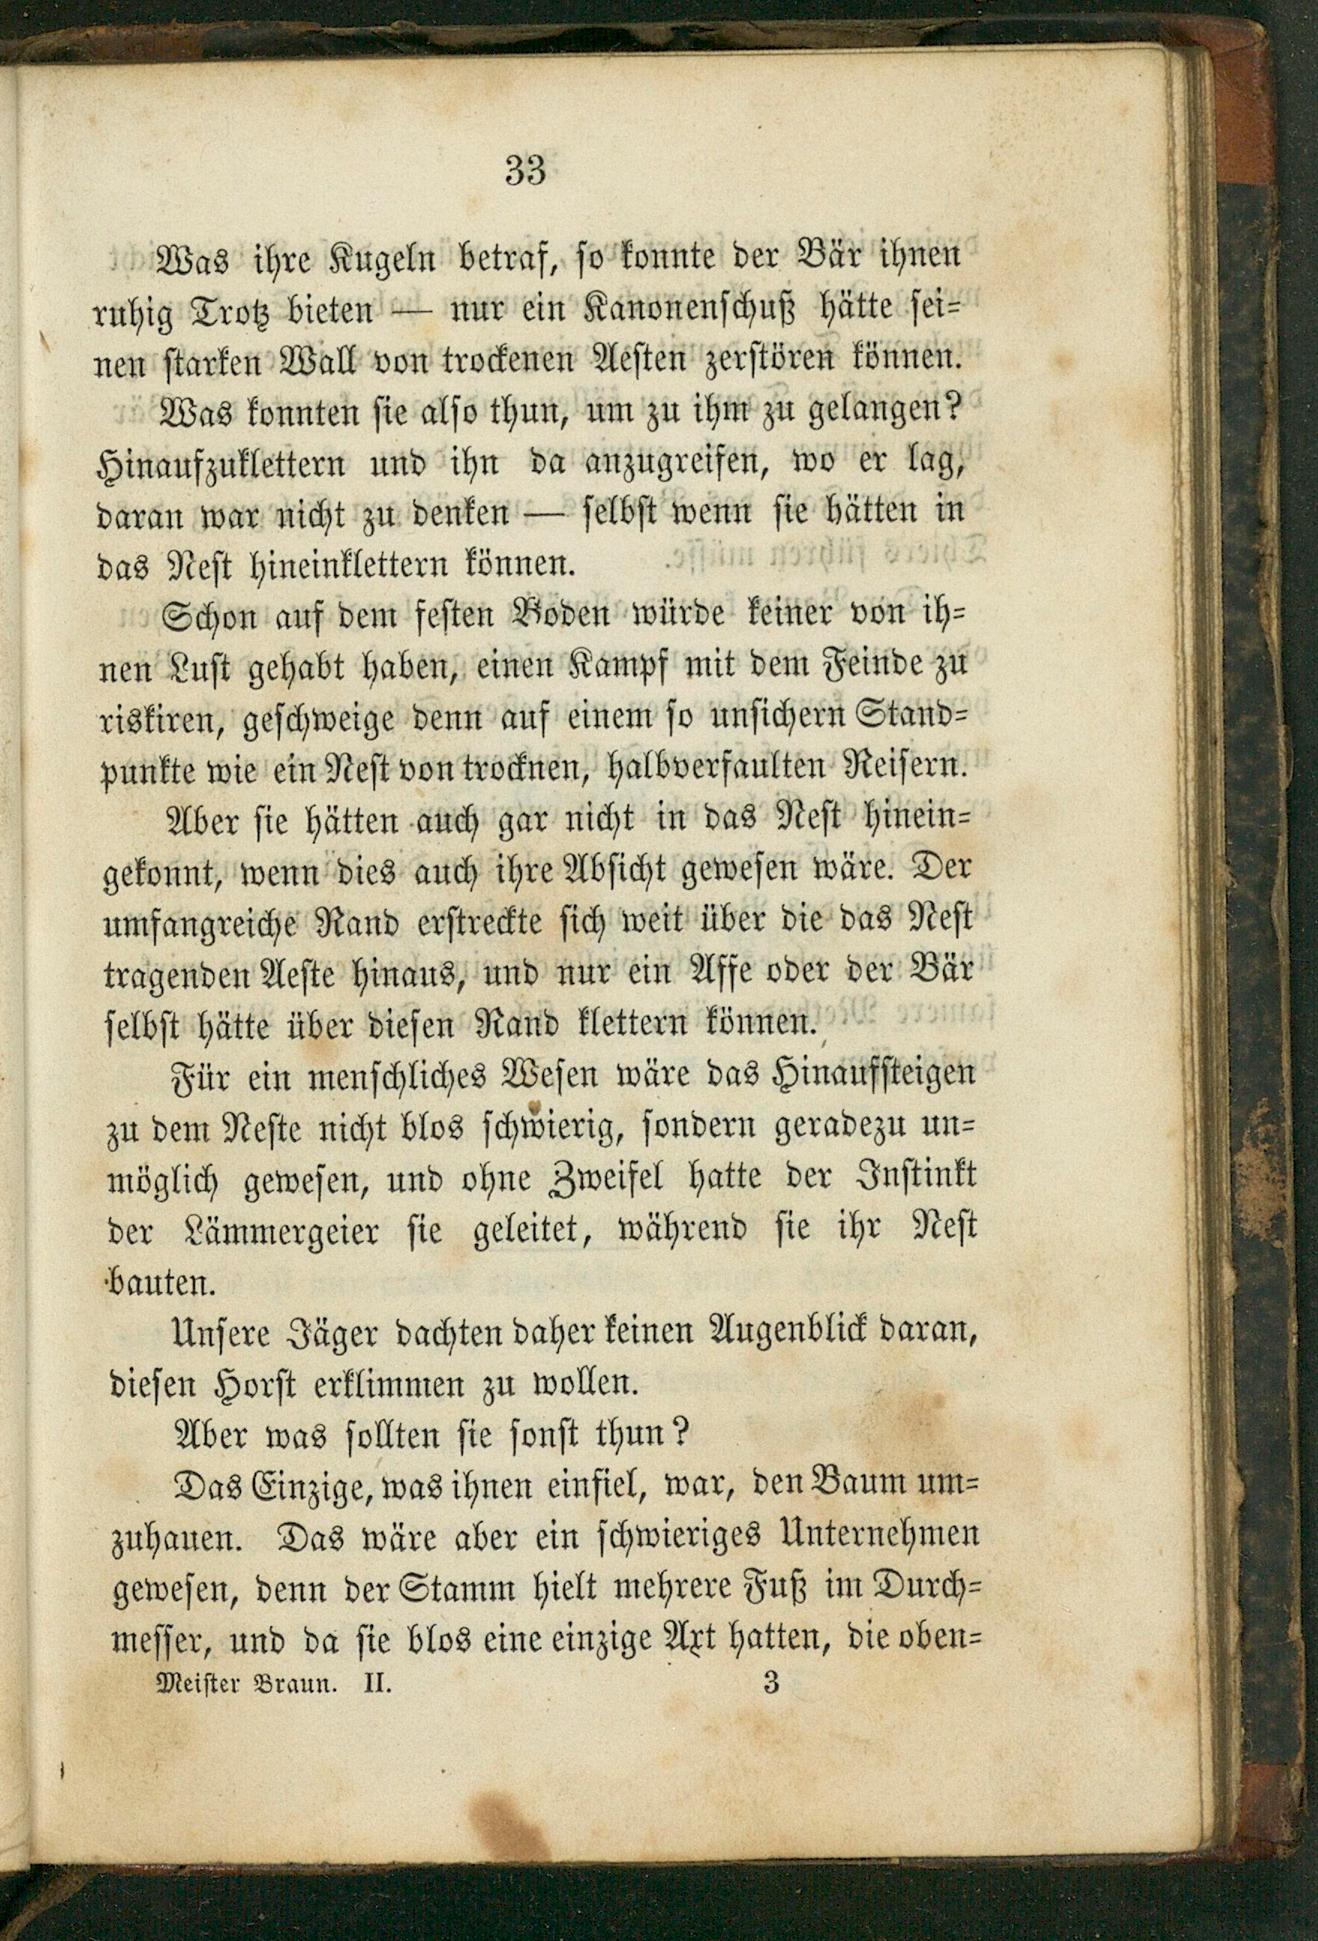 33
Was ihre Kugeln betraf, so konnte der Bär ihnen
ruhig Trotz bieten — nur ein Kanonenschuß hätte sei-
nen starken Wall von trockenen Aesten zerstören können.
Was konnten sie also thun, um zu ihm zu gelangen?
Hinaufzuklettern und ihn da anzugreifen, wo er lag,
daran war nicht zu denken — selbst wenn sie hätten in
das Nest hineinklettern können.
Schon auf dem festen Boden würde keiner von ih-
nen Lust gehabt haben, einen Kampf mit dem Feinde zu
riskiren, geschweige denn auf einem so unsichern Stand-
punkte wie ein Nest von trocknen, halbverfaulten Reisern.
Aber sie hätten auch gar nicht in das Nest hinein-
gekonnt, wenn dies auch ihre Absicht gewesen wäre. Der
umfangreiche Rand erstreckte sich weit über die das Nest
tragenden Aeste hinaus, und nur ein Affe oder der Bär
selbst hätte über diesen Rand klettern können.
Für ein menschliches Wesen wäre das Hinaufsteigen
zu dem Neste nicht blos schwierig, sondern geradezu un-
möglich gewesen, und ohne Zweifel hatte der Instinkt
der Lämmergeier sie geleitet, während sie ihr Nest
bauten.
Unsere Jäger dachten daher keinen Augenblick daran,
diesen Horst erklimmen zu wollen.
Aber was sollten sie sonst thun?
Das Einzige, was ihnen einfiel, war, den Baum um-
zuhauen. Das wäre aber ein schwieriges Unternehmen
gewesen, denn der Stamm hielt mehrere Fuß im Durch-
messer, und da sie blos eine einzige Axt hatten, die oben-
Meister Braun. II. 3